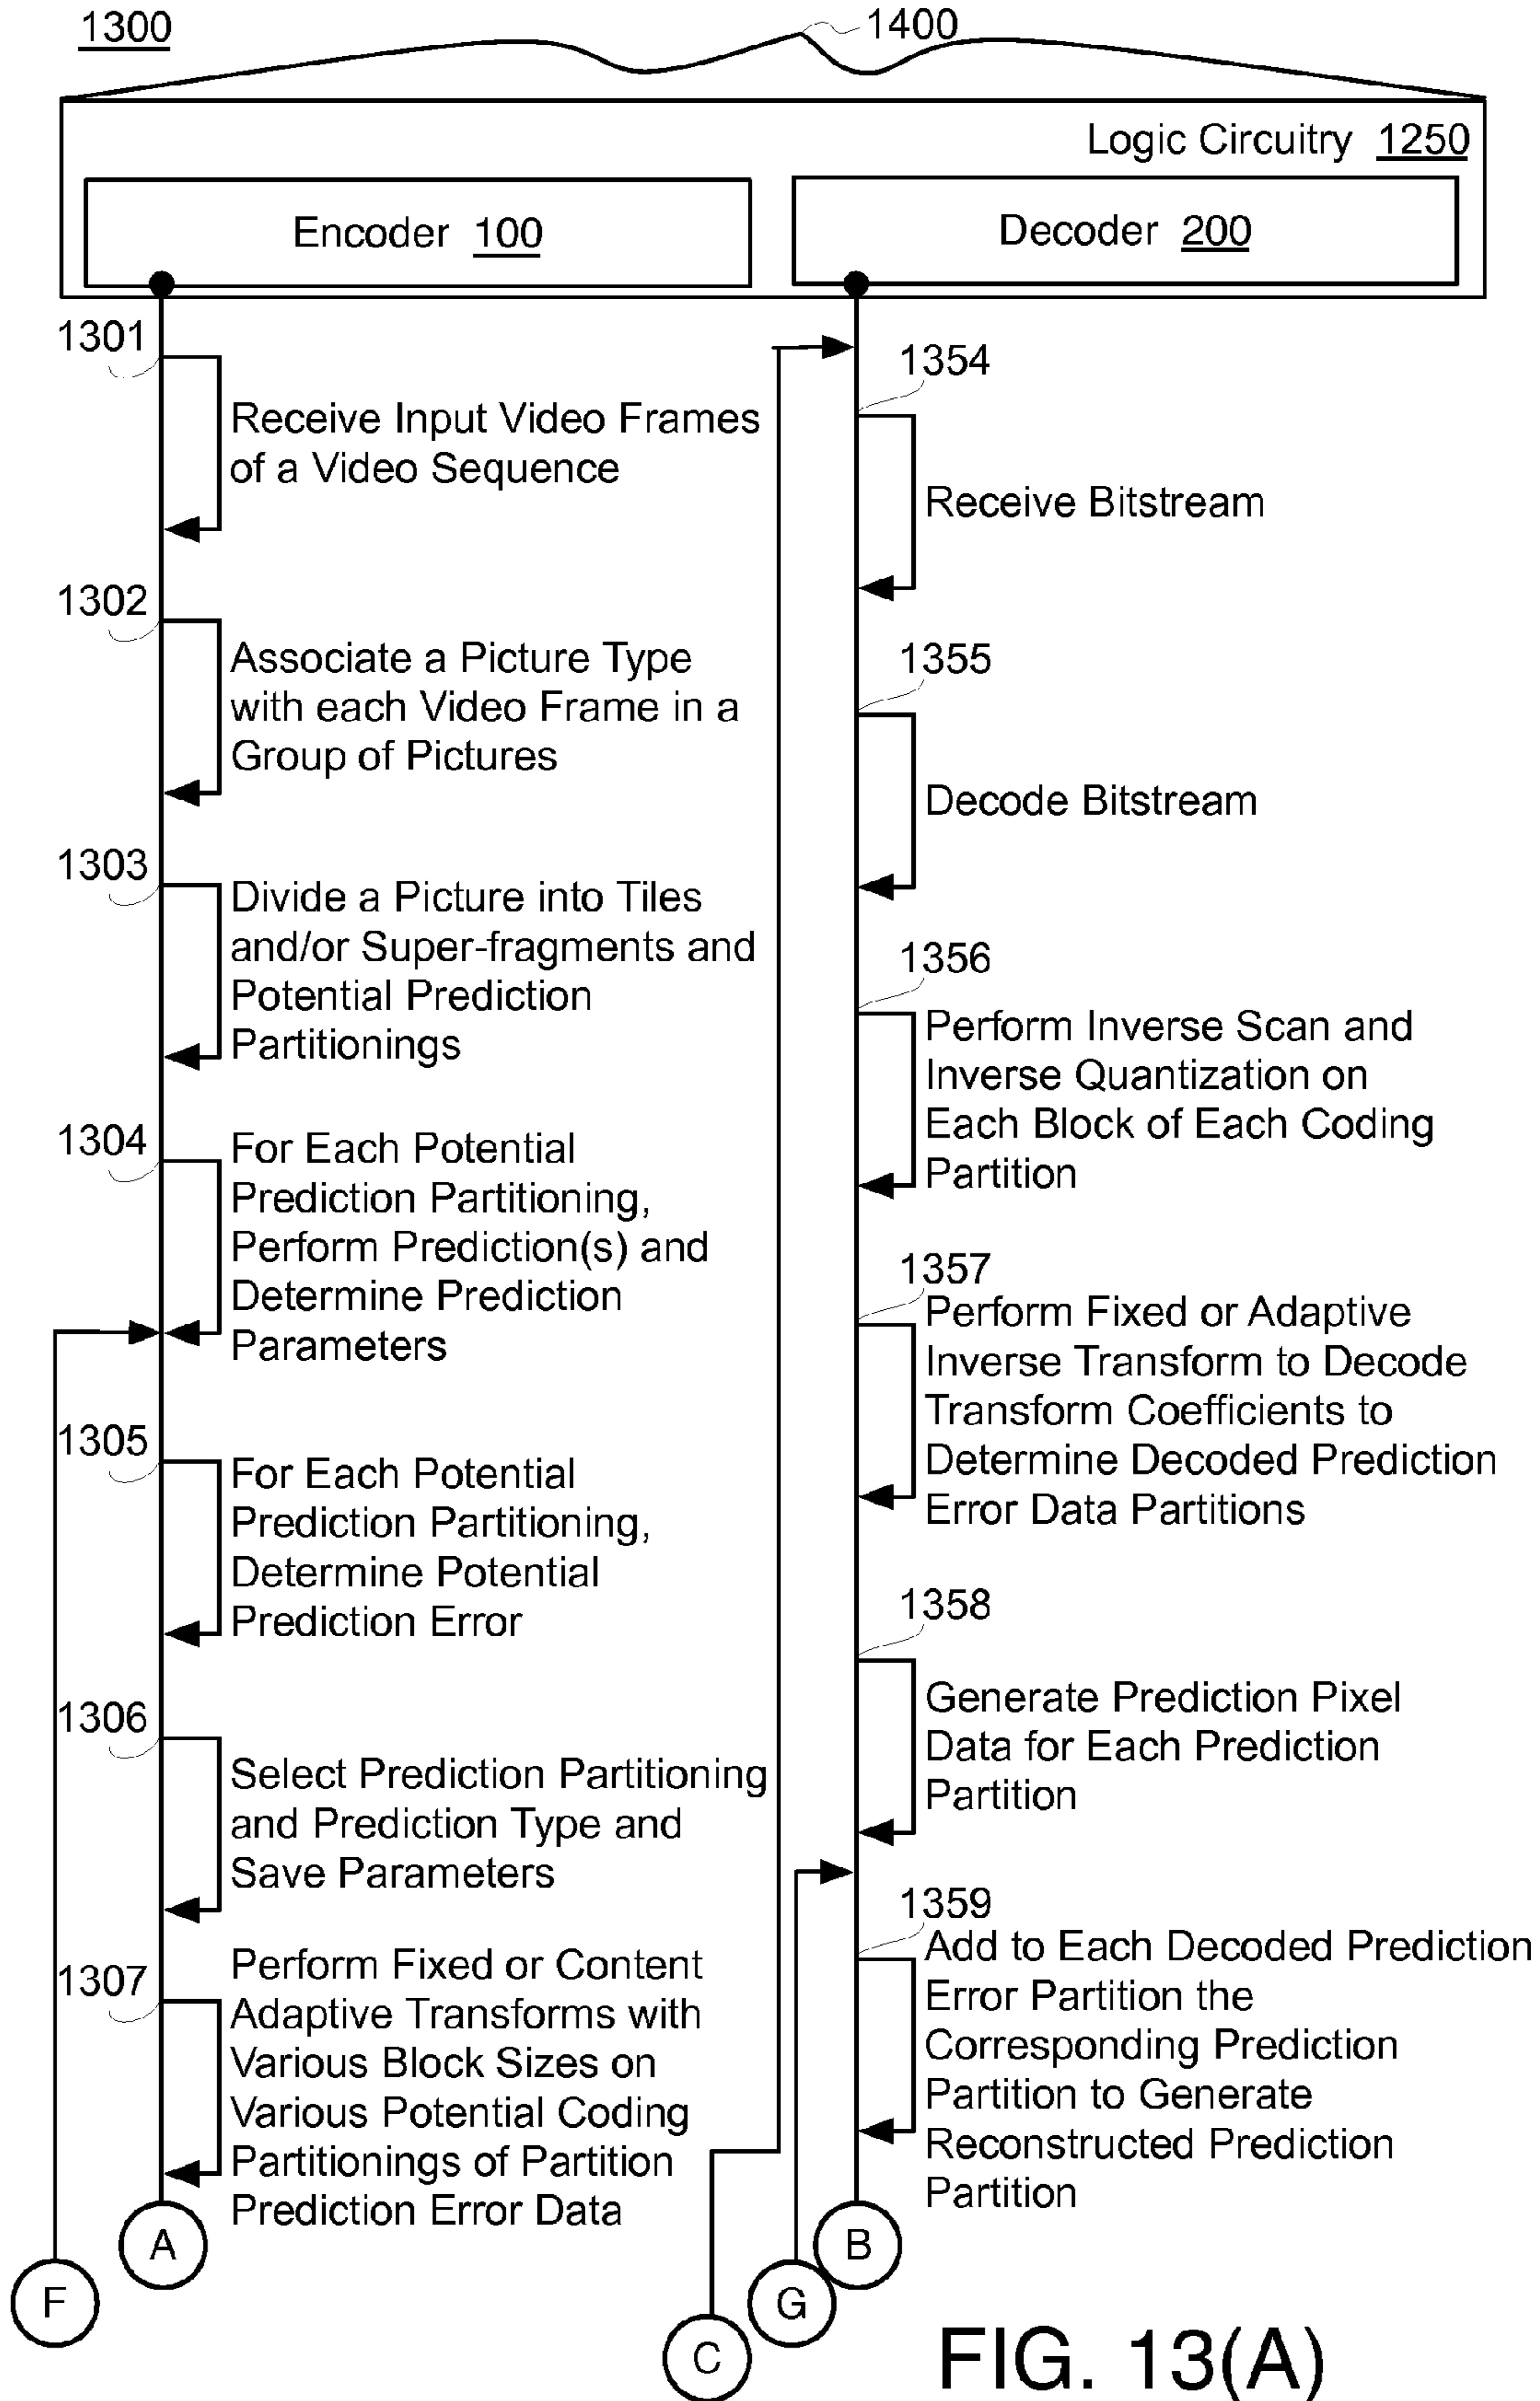 1300
1400
Logic Circuitry 1250
Encoder 100
Decoder 200
1301
Receive Input Video Frames
of a Video Sequence
1302
Associate a Picture Type
with each Video Frame in a
Group of Pictures
1303
Divide a Picture into Tiles
and/or Super-fragments and
Potential Prediction
Partitionings
1304
For Each Potential
Prediction Partitioning,
Perform Prediction(s) and
Determine Prediction
Parameters
1305
For Each Potential
Prediction Partitioning,
Determine Potential
Prediction Error
1306
Select Prediction Partitioning
and Prediction Type and
Save Parameters
1307
Perform Fixed or Content
Adaptive Transforms with
Various Block Sizes on
Various Potential Coding
Partitionings of Partition
Prediction Error Data
A
F
1354
Receive Bitstream
1355
Decode Bitstream
1356
Perform Inverse Scan and
Inverse Quantization on
Each Block of Each Coding
Partition
1357
Perform Fixed or Adaptive
Inverse Transform to Decode
Transform Coefficients to
Determine Decoded Prediction
Error Data Partitions
1358
Generate Prediction Pixel
Data for Each Prediction
Partition
1359
Add to Each Decoded Prediction
Error Partition the
Corresponding Prediction
Partition to Generate
Reconstructed Prediction
Partition
B
G
C
FIG. 13(A)